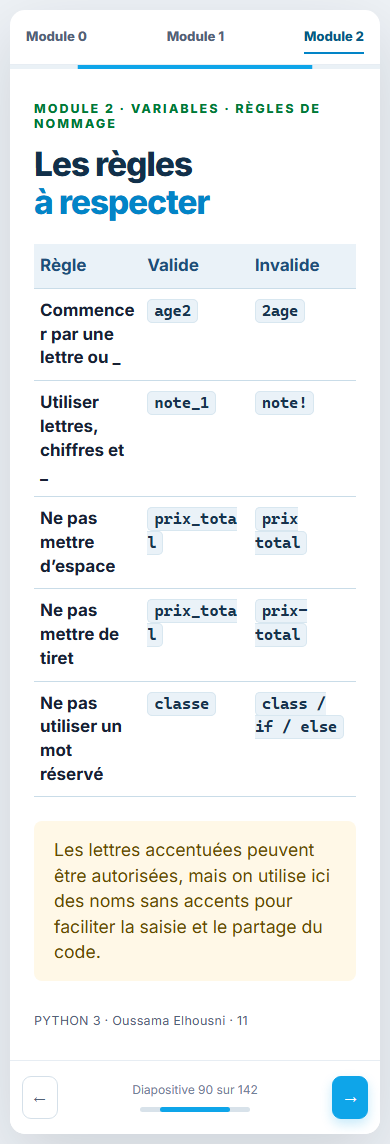 Module 0 Module 1 Module 2
MODULE 2 · VARIABLES · RÈGLES DE
NOMMAGE
Les règles
à respecter
Règle Valide Invalide
Commence age2 2age
r par une
lettre ou _
Utiliser note_1 note!
lettres,
chiffres et
_
Ne pas prix_tota prix
mettre l total
d’espace
Ne pas prix_tota prix-
mettre de l total
tiret
Ne pas classe class /
utiliser un if / else
mot
réservé
Les lettres accentuées peuvent
être autorisées, mais on utilise ici
des noms sans accents pour
faciliter la saisie et le partage du
code.
PYTHON 3 · Oussama Elhousni · 11
← Diapositive 90 sur 142 →